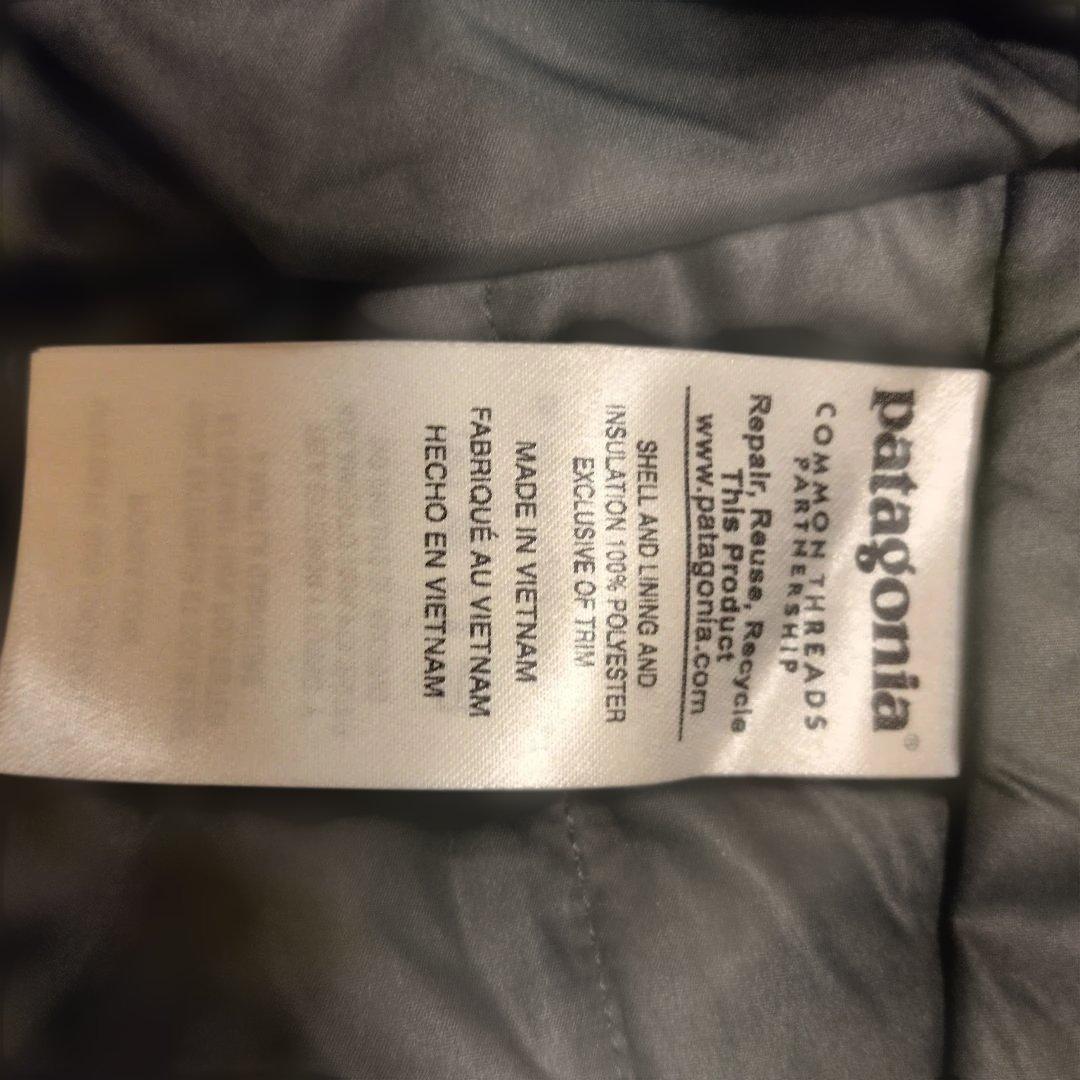 patagonia®
COMMON THREADS
PARTNERSHIP
Repair, Reuse, Recycle
This Product
www.patagonia.com
SHELL AND LINING AND
INSULATION 100% POLYESTER
EXCLUSIVE OF TRIM
MADE IN VIETNAM
FABRIQUÉ AU VIETNAM
HECHO EN VIETNAM